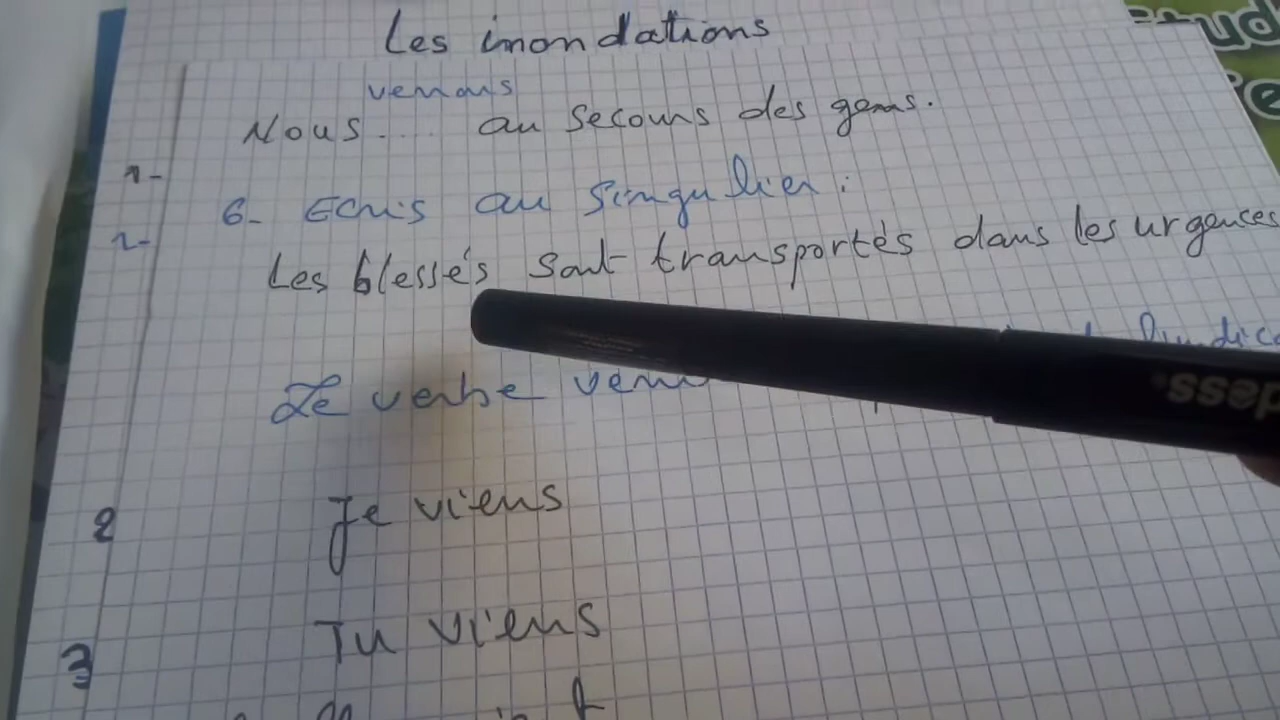 Les inondations
venons
Nous .... au secours des gens.
1-
6- Ecris au singulier :
2-
Les blessés sont transportés dans les urgences
Le verbe
dess.
2
Je viens
3
Tu viens